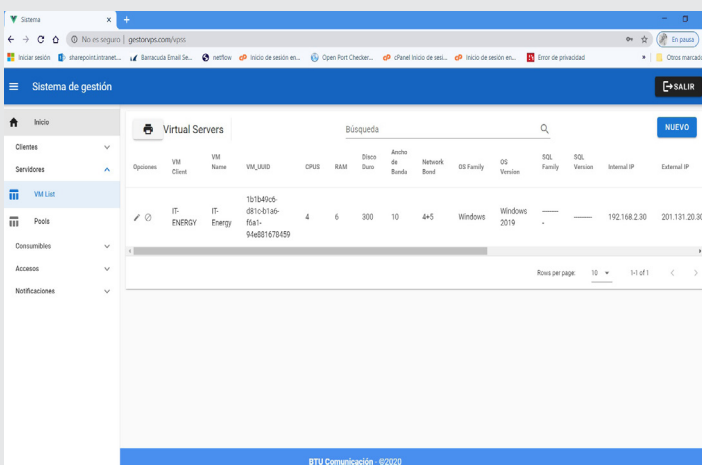 Sistema
No es seguro | gestorvps.com/vpss
En pausa
Iniciar sesión
sharepoint.intranet...
Barracuda Email Se...
netflow
Inicio de sesión en...
Open Port Checker...
cPanel Inicio de sesi...
Inicio de sesión en...
Error de privacidad
Otros marcado
Sistema de gestión
SALIR
Inicio
Clientes
Servidores
VM List
Pools
Consumibles
Accesos
Notificaciones
Virtual Servers
Búsqueda
NUEVO
Opciones
VM
Client
VM
Name
VM_UUID
CPUS
RAM
Disco
Duro
Ancho
de
Banda
Network
Bond
OS Family
OS
Version
SQL
Family
SQL
Version
Internal IP
External IP
IT-
ENERGY
IT-
Energy
1b1b49c6-
d81c-b1a6-
f6a1-
94e881678459
4
6
300
10
4+5
Windows
Windows
2019
-----
-
-----
192.168.2.30
201.131.20.30
Rows per page:
10
1-1 of 1
BTU Comunicación - ©2020